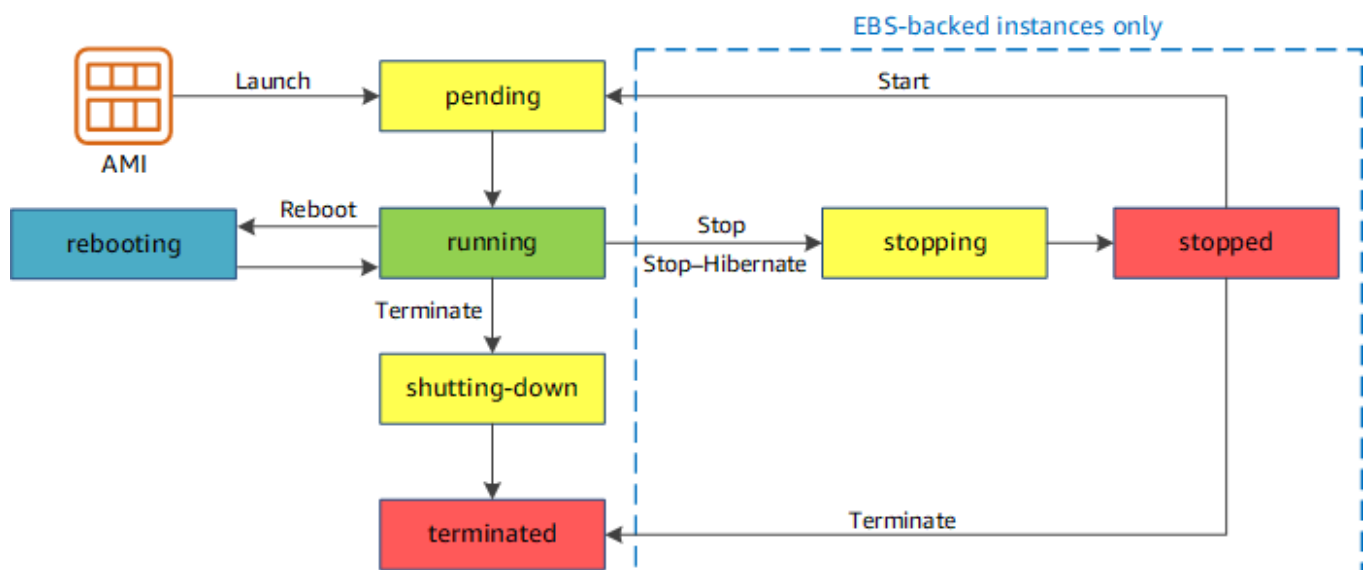 EBS-backed instances only
Launch
pending
Start
AMI
rebooting
Reboot
running
Stop
Stop–Hibernate
stopping
stopped
Terminate
shutting-down
terminated
Terminate